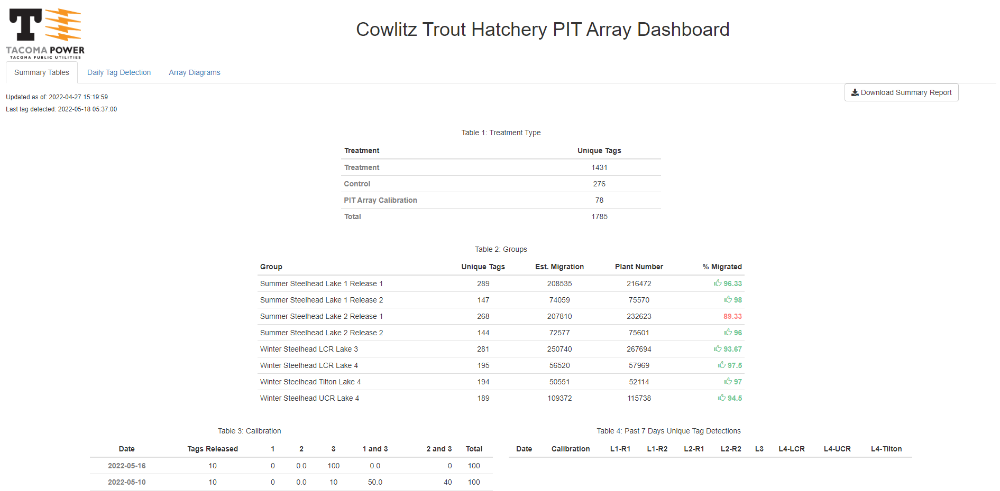 T
TACOMA POWER
TACOMA PUBLIC UTILITIES
Cowlitz Trout Hatchery PIT Array Dashboard
Summary Tables Daily Tag Detection Array Diagrams
Updated as of: 2022-04-27 15:19:59
Download Summary Report
Last tag detected: 2022-05-18 05:37:00
Table 1: Treatment Type
Treatment Unique Tags
Treatment 1431
Control 276
PIT Array Calibration 78
Total 1785
Table 2: Groups
Group Unique Tags Est. Migration Plant Number % Migrated
Summer Steelhead Lake 1 Release 1 289 208535 216472 96.33
Summer Steelhead Lake 1 Release 2 147 74059 75570 98
Summer Steelhead Lake 2 Release 1 268 207810 232623 89.33
Summer Steelhead Lake 2 Release 2 144 72577 75601 96
Winter Steelhead LCR Lake 3 281 250740 267694 93.67
Winter Steelhead LCR Lake 4 195 56520 57969 97.5
Winter Steelhead Tilton Lake 4 194 50551 52114 97
Winter Steelhead UCR Lake 4 189 109372 115738 94.5
Table 3: Calibration
Date Tags Released 1 2 3 1 and 3 2 and 3 Total
2022-05-16 10 0 0.0 100 0.0 0 100
2022-05-10 10 0 0.0 10 50.0 40 100
Table 4: Past 7 Days Unique Tag Detections
Date Calibration L1-R1 L1-R2 L2-R1 L2-R2 L3 L4-LCR L4-UCR L4-Tilton